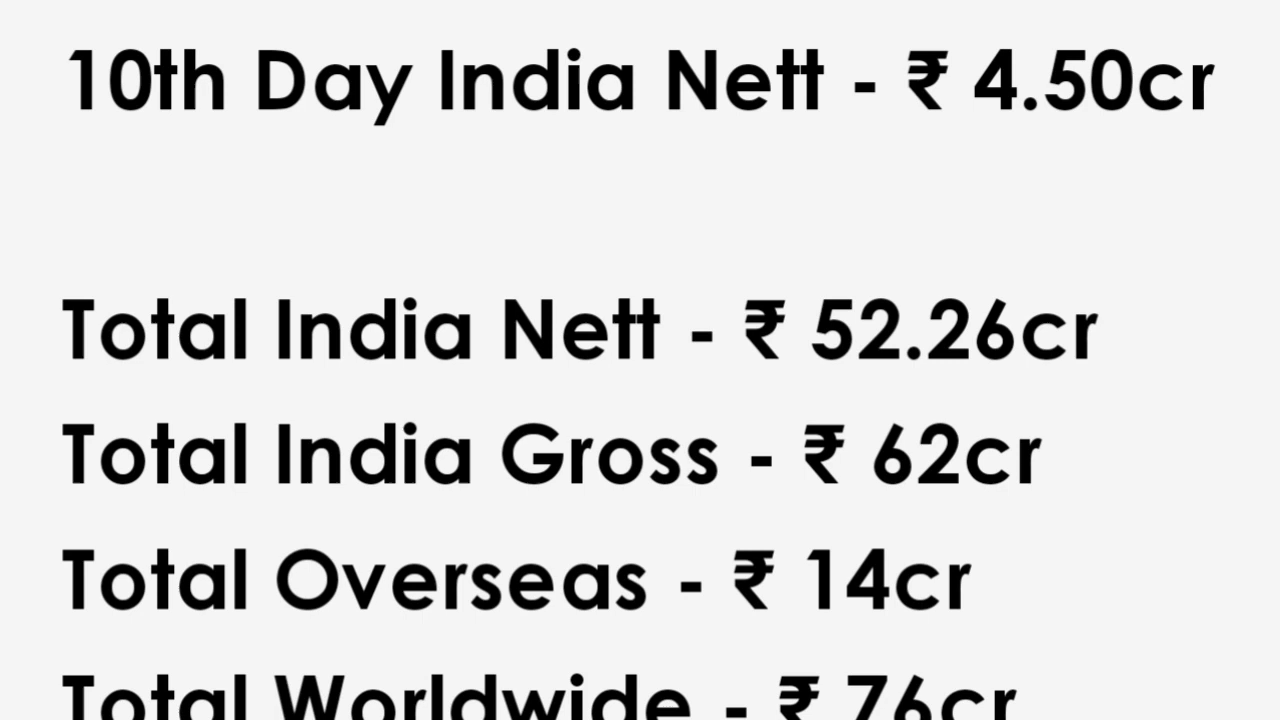 10th Day India Nett - ₹ 4.50cr
Total India Nett - ₹ 52.26cr
Total India Gross - ₹ 62cr
Total Overseas - ₹ 14cr
Total Worldwide - ₹ 76cr